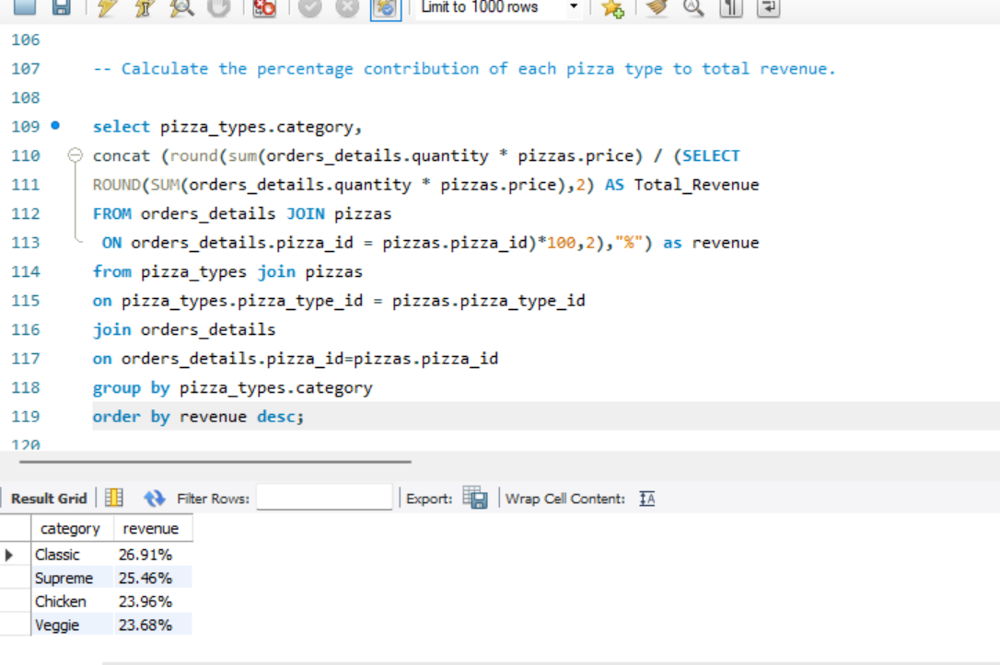 Limit to 1000 rows
106
107 -- Calculate the percentage contribution of each pizza type to total revenue.
108
109 select pizza_types.category,
110 concat (round(sum(orders_details.quantity * pizzas.price) / (SELECT
111 ROUND(SUM(orders_details.quantity * pizzas.price),2) AS Total_Revenue
112 FROM orders_details JOIN pizzas
113 ON orders_details.pizza_id = pizzas.pizza_id)*100,2),"%") as revenue
114 from pizza_types join pizzas
115 on pizza_types.pizza_type_id = pizzas.pizza_type_id
116 join orders_details
117 on orders_details.pizza_id=pizzas.pizza_id
118 group by pizza_types.category
119 order by revenue desc;
120
Result Grid Filter Rows: Export: Wrap Cell Content:
category revenue
Classic 26.91%
Supreme 25.46%
Chicken 23.96%
Veggie 23.68%